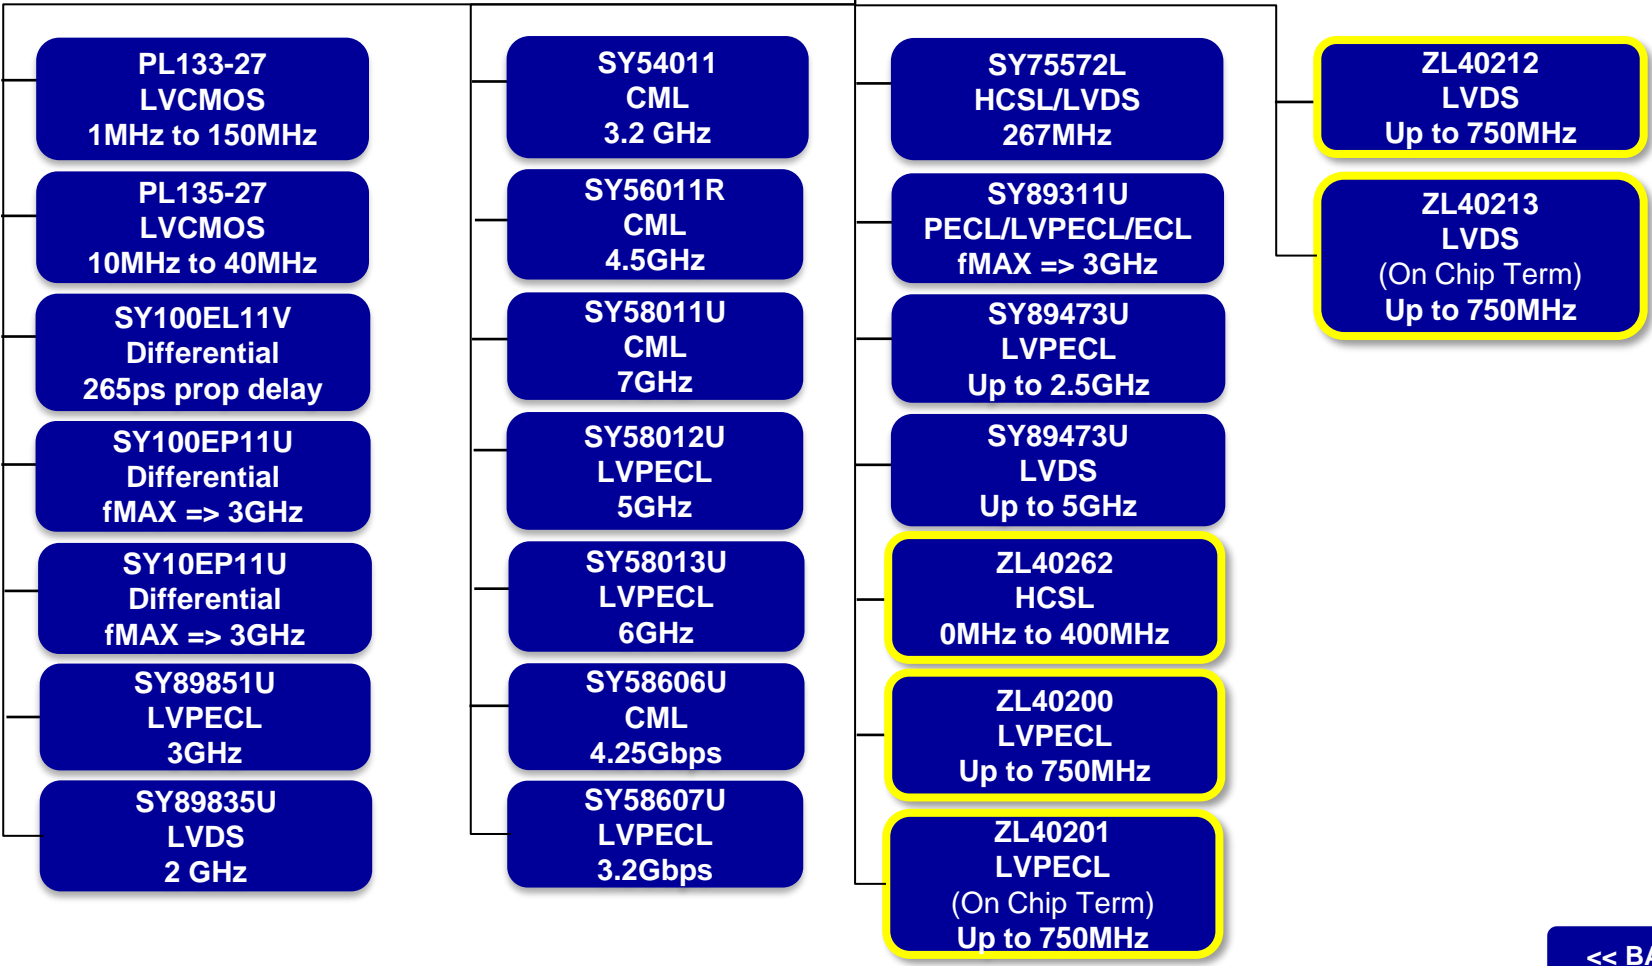 PL133-27
LVCMOS
1MHz to 150MHz
PL135-27
LVCMOS
10MHz to 40MHz
SY100EL11V
Differential
265ps prop delay
SY100EP11U
Differential
fMAX => 3GHz
SY10EP11U
Differential
fMAX => 3GHz
SY89851U
LVPECL
3GHz
SY89835U
LVDS
2 GHz
SY54011
CML
3.2 GHz
SY56011R
CML
4.5GHz
SY58011U
CML
7GHz
SY58012U
LVPECL
5GHz
SY58013U
LVPECL
6GHz
SY58606U
CML
4.25Gbps
SY58607U
LVPECL
3.2Gbps
SY75572L
HCSL/LVDS
267MHz
SY89311U
PECL/LVPECL/ECL
fMAX => 3GHz
SY89473U
LVPECL
Up to 2.5GHz
SY89473U
LVDS
Up to 5GHz
ZL40262
HCSL
0MHz to 400MHz
ZL40200
LVPECL
Up to 750MHz
ZL40201
LVPECL
(On Chip Term)
Up to 750MHz
ZL40212
LVDS
Up to 750MHz
ZL40213
LVDS
(On Chip Term)
Up to 750MHz
<<